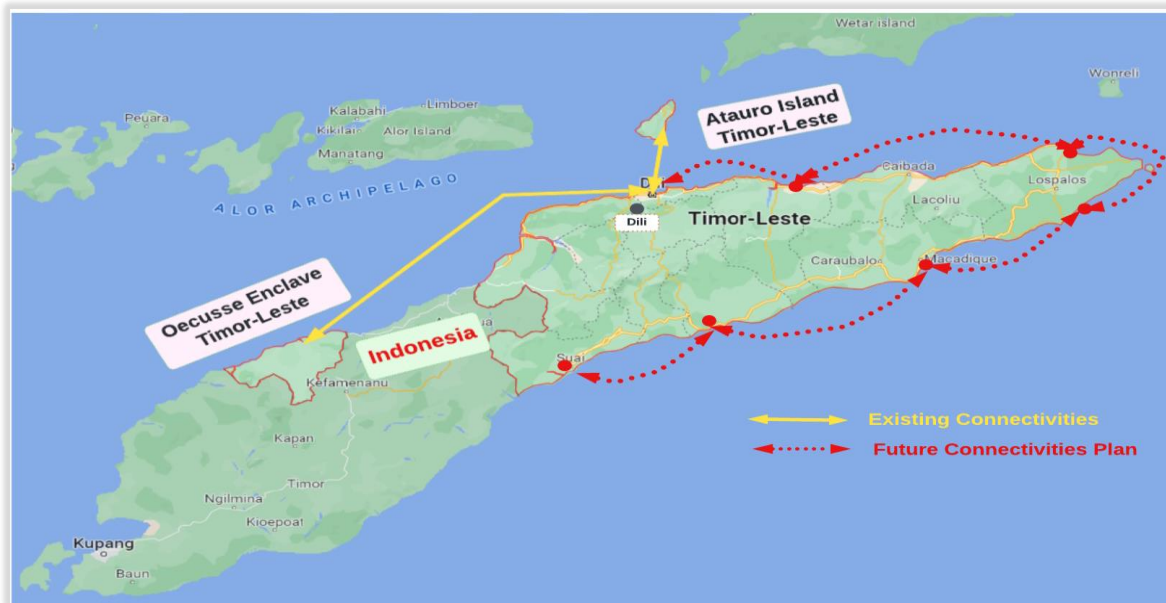 Wetar island
Wonreli
Peuara
Kalabahi
Limboer
Kikilai
Alor Island
Manatang
Atauro Island
Timor-Leste
ALOR ARCHIPELAGO
Caibada
Lospalos
Lacoliu
Dili
Timor-Leste
Caraubalo
Macadique
Oecusse Enclave
Timor-Leste
Indonesia
Suai
Kefamenanu
Existing Connectivities
Kapan
Future Connectivities Plan
Timor
Ngilmina
Kioepoat
Kupang
Baun